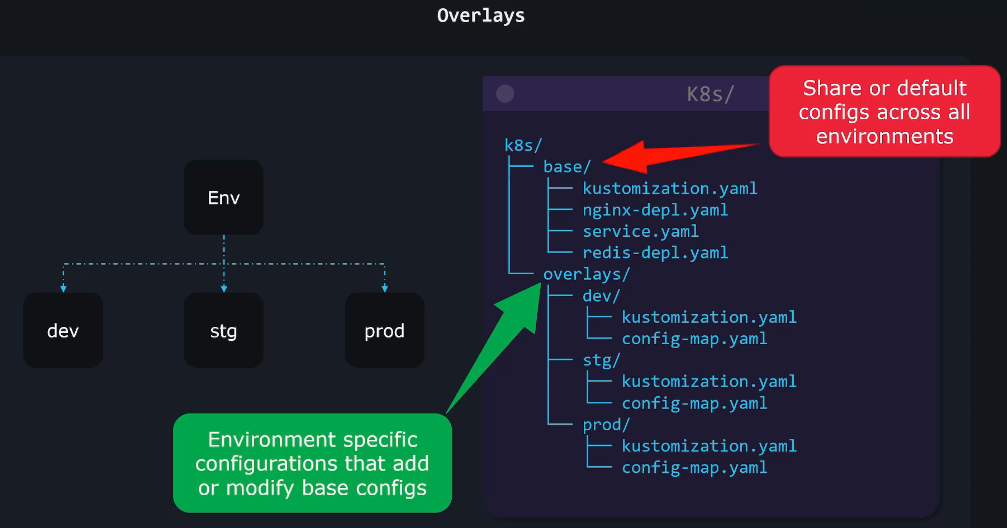 Overlays
K8s/
Share or default
configs across all
environments
Env
dev
stg
prod
k8s/
base/
kustomization.yaml
nginx-depl.yaml
service.yaml
redis-depl.yaml
overlays/
dev/
kustomization.yaml
config-map.yaml
stg/
kustomization.yaml
config-map.yaml
prod/
kustomization.yaml
config-map.yaml
Environment specific
configurations that add
or modify base configs